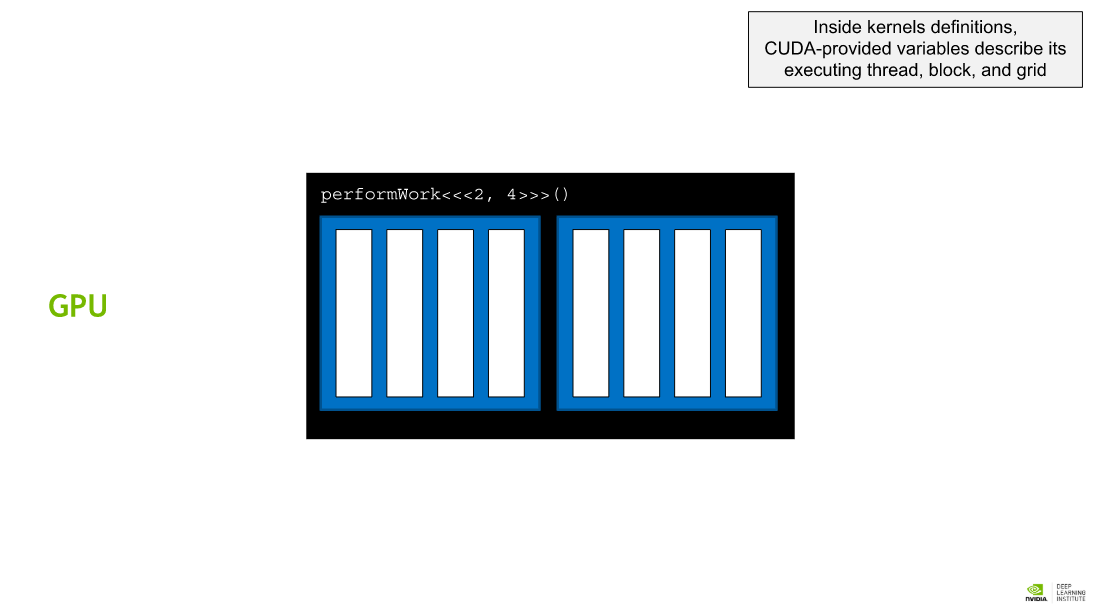 Inside kernels definitions,
CUDA-provided variables describe its
executing thread, block, and grid
performWork<<<2, 4>>>()
GPU
NVIDIA.
DEEP
LEARNING
INSTITUTE